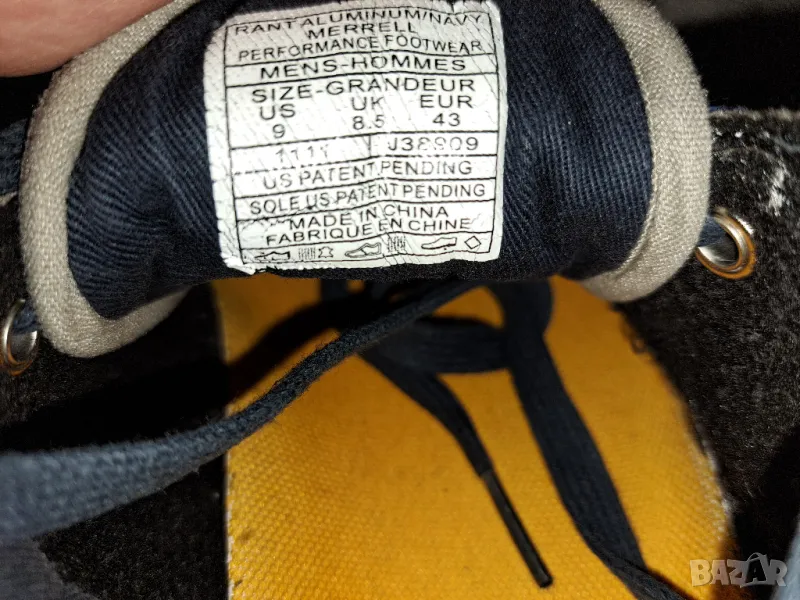 RANT ALUMINUM/NAVY
MERRELL
PERFORMANCE FOOTWEAR
MENS-HOMMES
SIZE-GRANDEUR
US UK EUR
9 8.5 43
1111 J38909
US PATENT PENDING
SOLE US PATENT PENDING
MADE IN CHINA
FABRIQUE EN CHINE
BAZAR